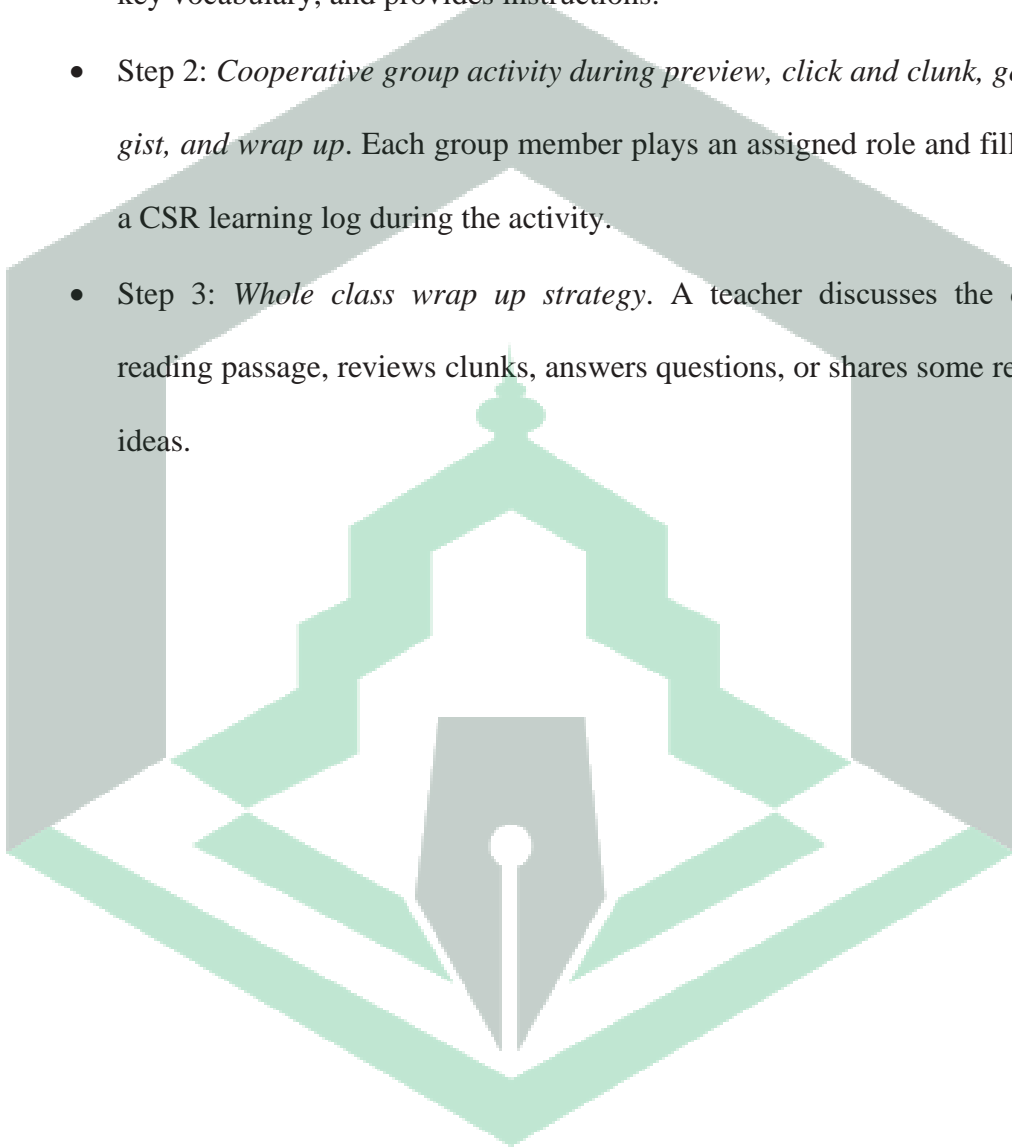 key vocabulary, and provides instructions.
• Step 2: Cooperative group activity during preview, click and clunk, g
gist, and wrap up. Each group member plays an assigned role and fill
a CSR learning log during the activity.
• Step 3: Whole class wrap up strategy. A teacher discusses the
reading passage, reviews clunks, answers questions, or shares some re
ideas.